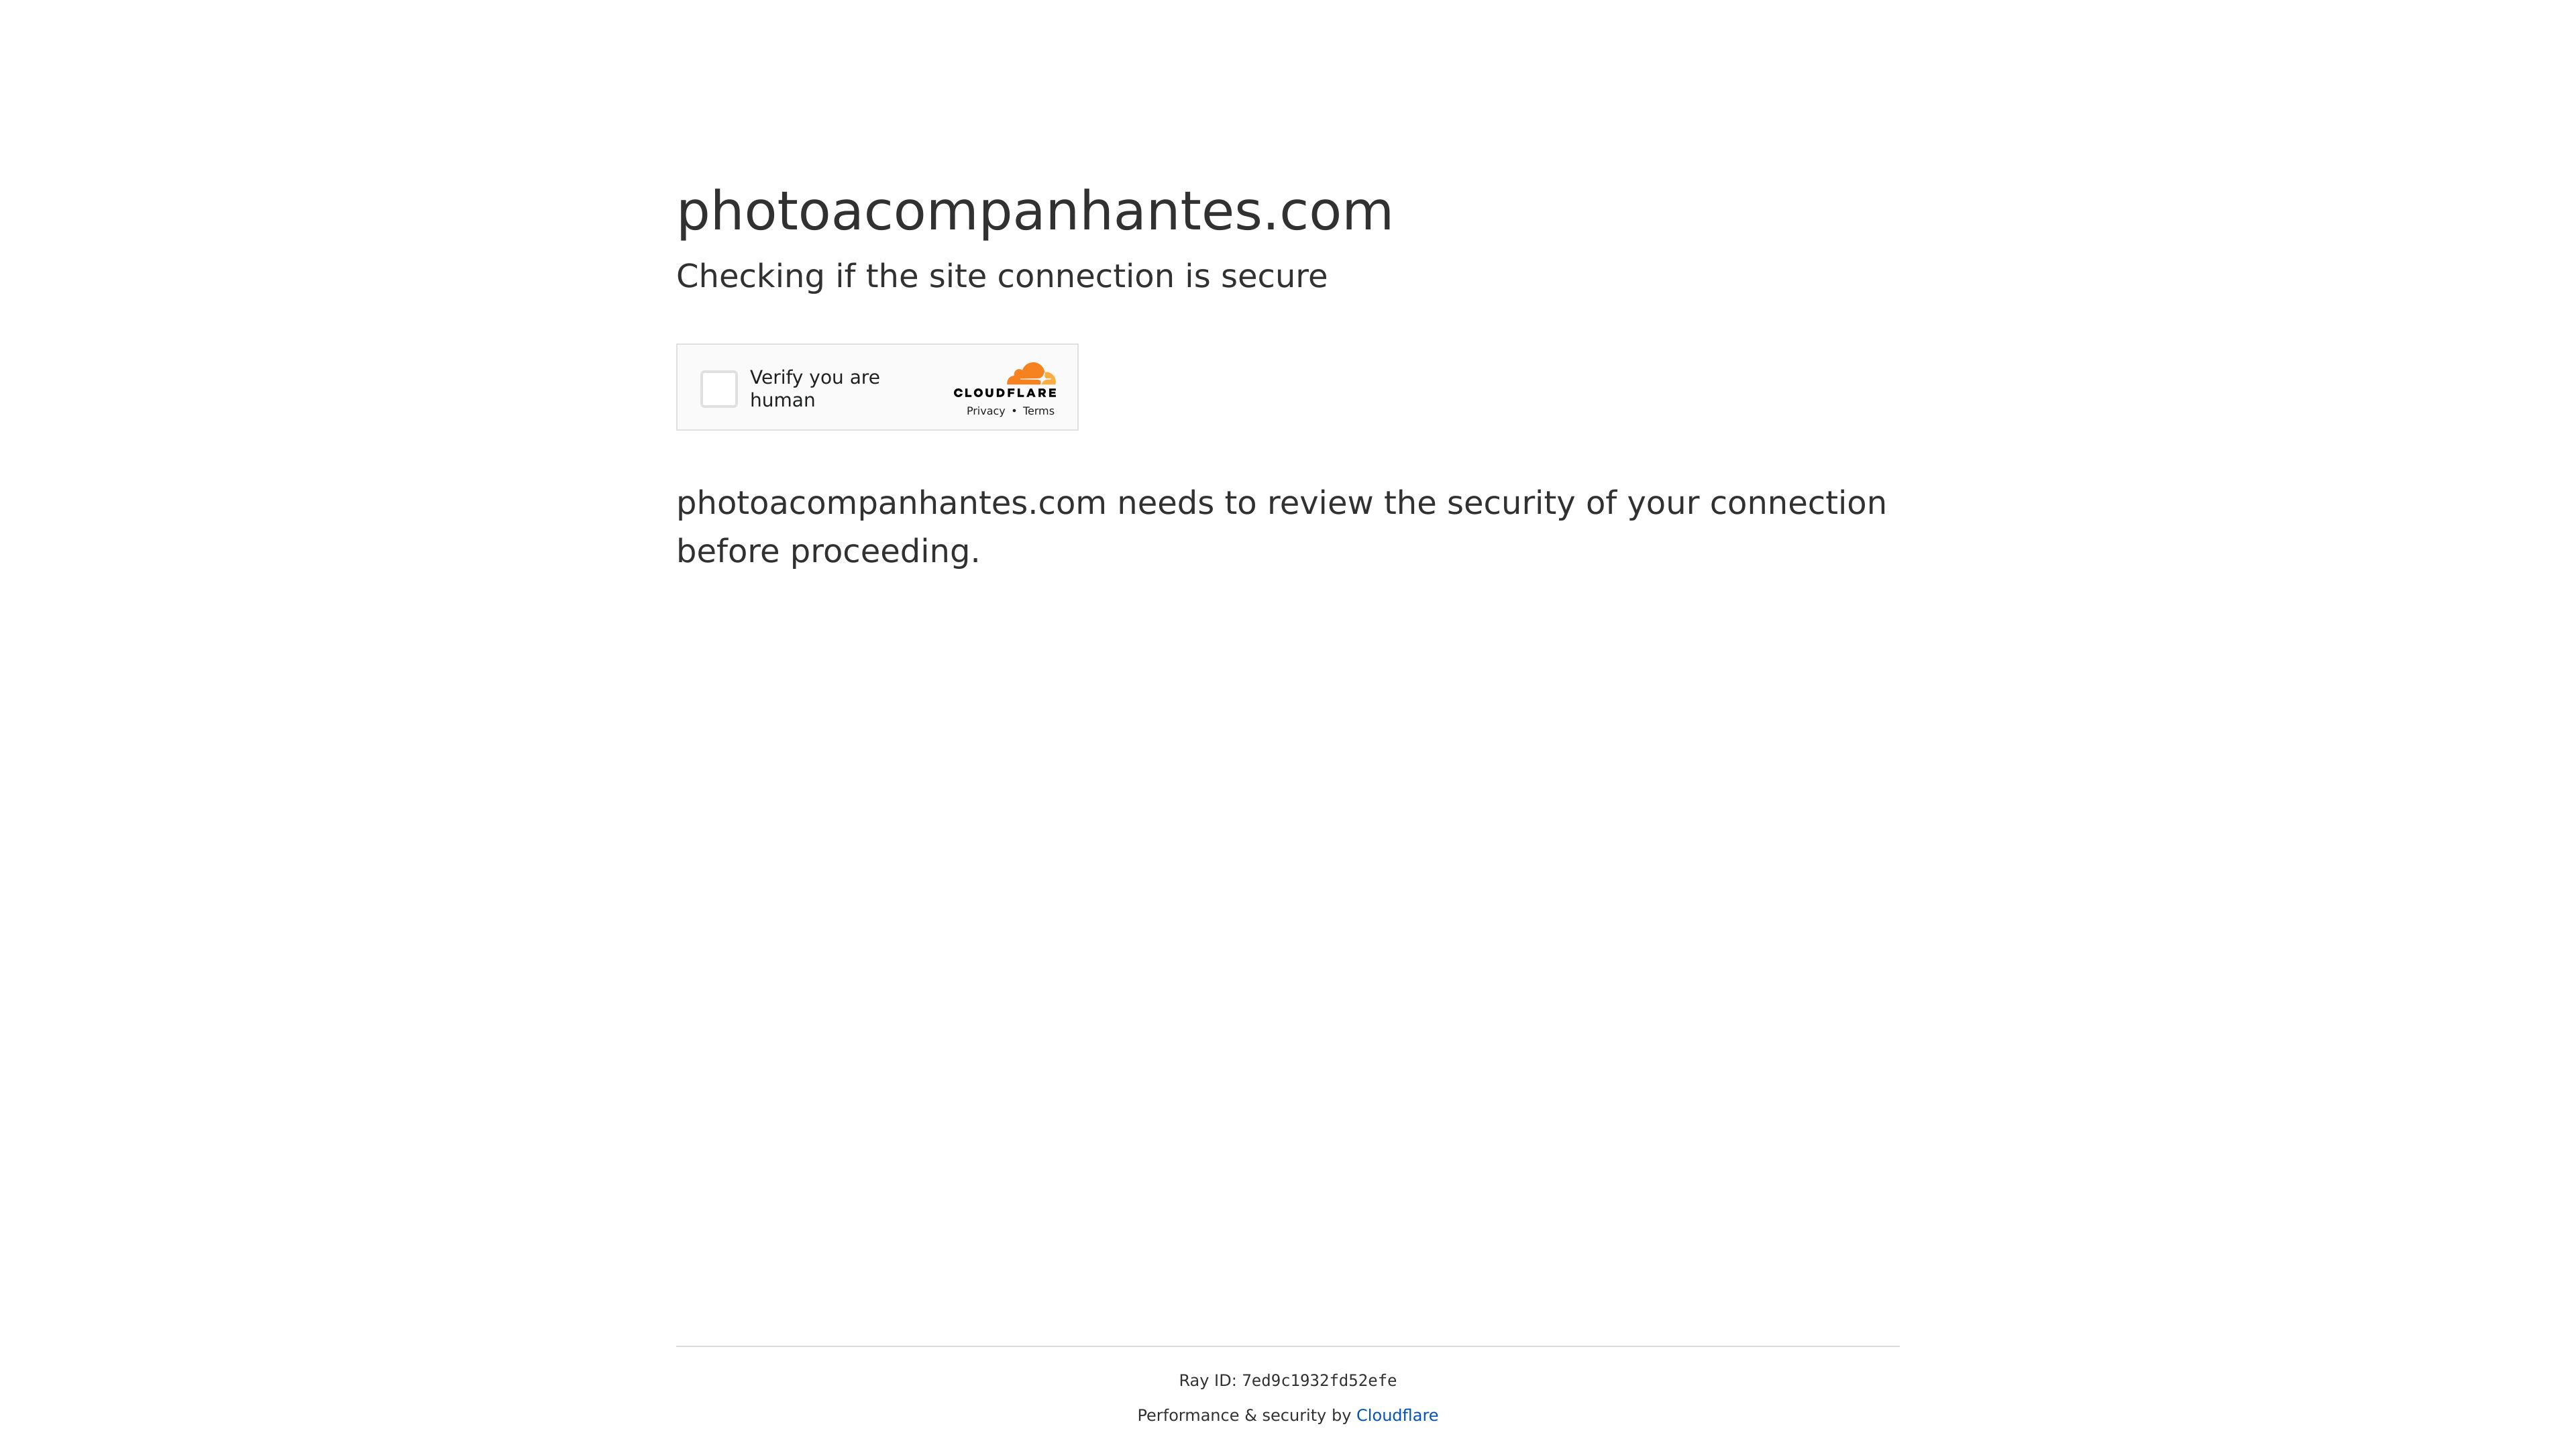 photoacompanhantes.com
Checking if the site connection is secure
Verify you are
human
CLOUDFLARE
Privacy • Terms
photoacompanhantes.com needs to review the security of your connection
before proceeding.
Ray ID: 7ed9c1932fd52efe
Performance & security by Cloudflare